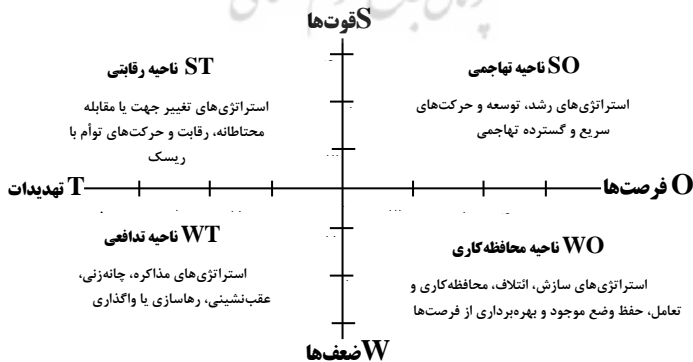 S قوت‌ها
SO ناحیه تهاجمی
استراتژی‌های رشد، توسعه و حرکت‌های
سریع و گسترده تهاجمی
ST ناحیه رقابتی
استراتژی‌های تغییر جهت یا مقابله
محتاطانه، رقابت و حرکت‌های توأم با
ریسک
O فرصت‌ها
T تهدیدات
WO ناحیه محافظه‌کاری
استراتژی‌های سازش، ائتلاف، محافظه‌کاری و
تعامل، حفظ وضع موجود و بهره‌برداری از فرصت‌ها
WT ناحیه تدافعی
استراتژی‌های مذاکره، چانه‌زنی،
عقب‌نشینی، رهاسازی یا واگذاری
W ضعف‌ها